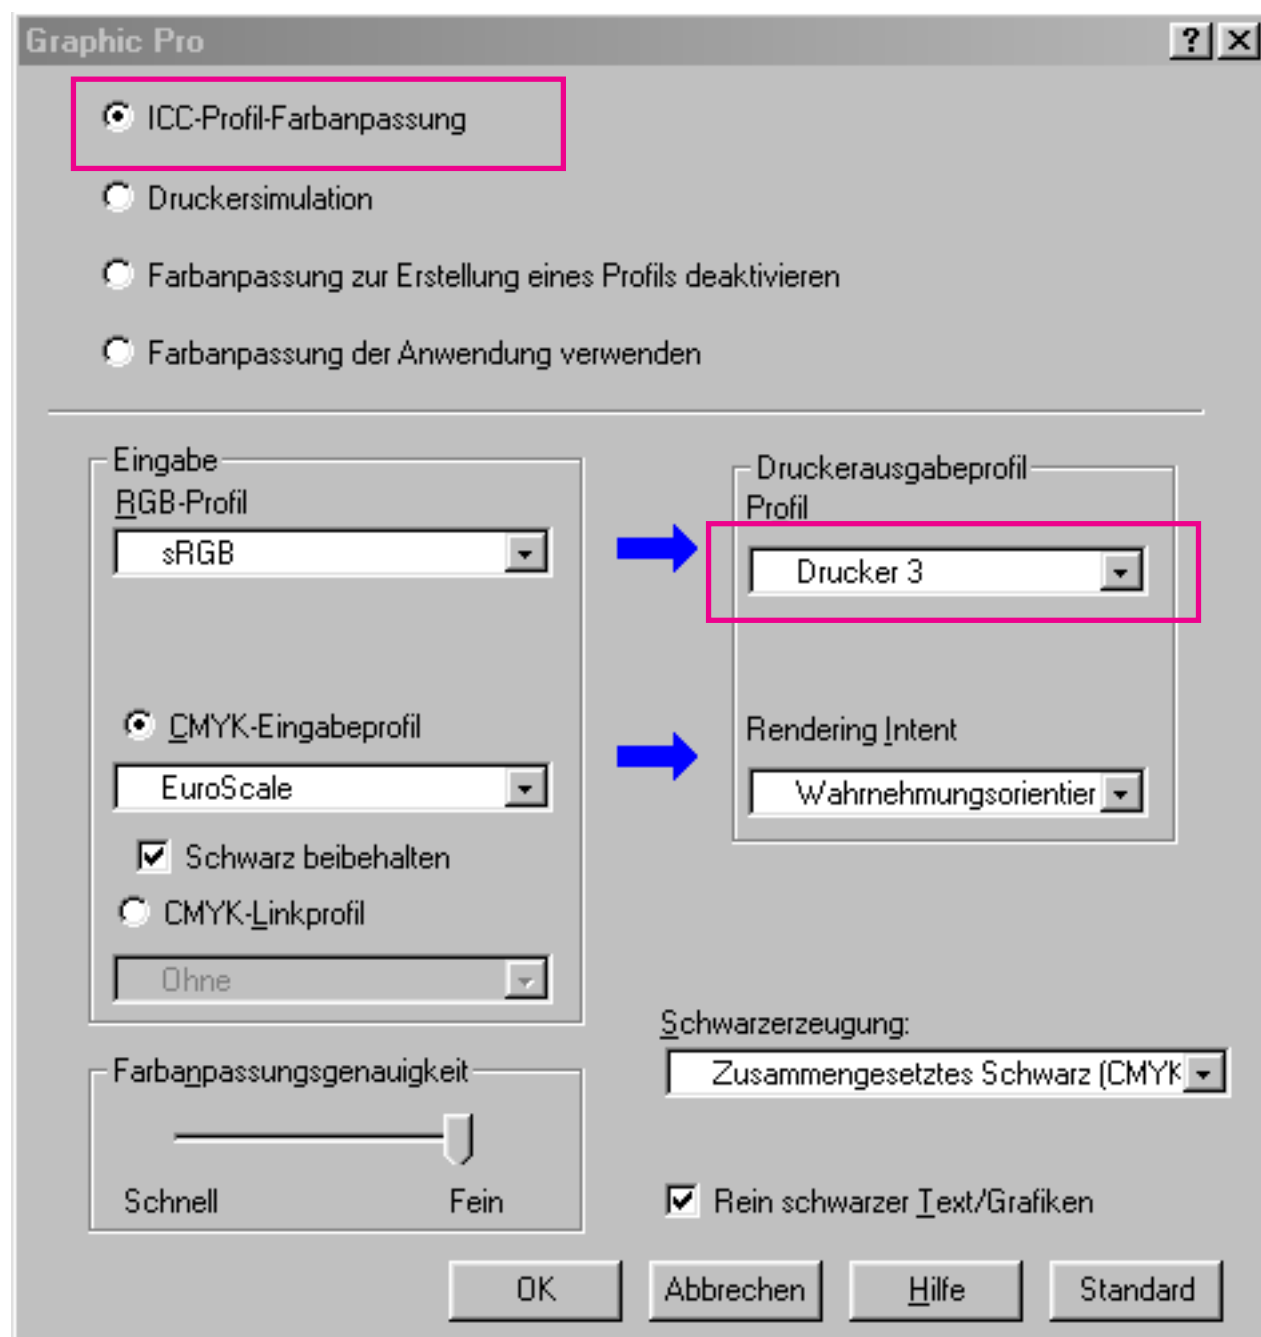 Graphic Pro
ICC-Profil-Farbanpassung
Druckersimulation
Farbanpassung zur Erstellung eines Profils deaktivieren
Farbanpassung der Anwendung verwenden
Eingabe
RGB-Profil
sRGB
CMYK-Eingabeprofil
EuroScale
Schwarz beibehalten
CMYK-Linkprofil
Ohne
Druckerausgabeprofil
Profil
Drucker 3
Rendering Intent
Wahrnehmungsorientier
Farbanpassungsgenauigkeit
Schnell Fein
Schwarzerzeugung:
Zusammengesetztes Schwarz (CMYK
Rein schwarzer Text/Grafiken
OK Abbrechen Hilfe Standard